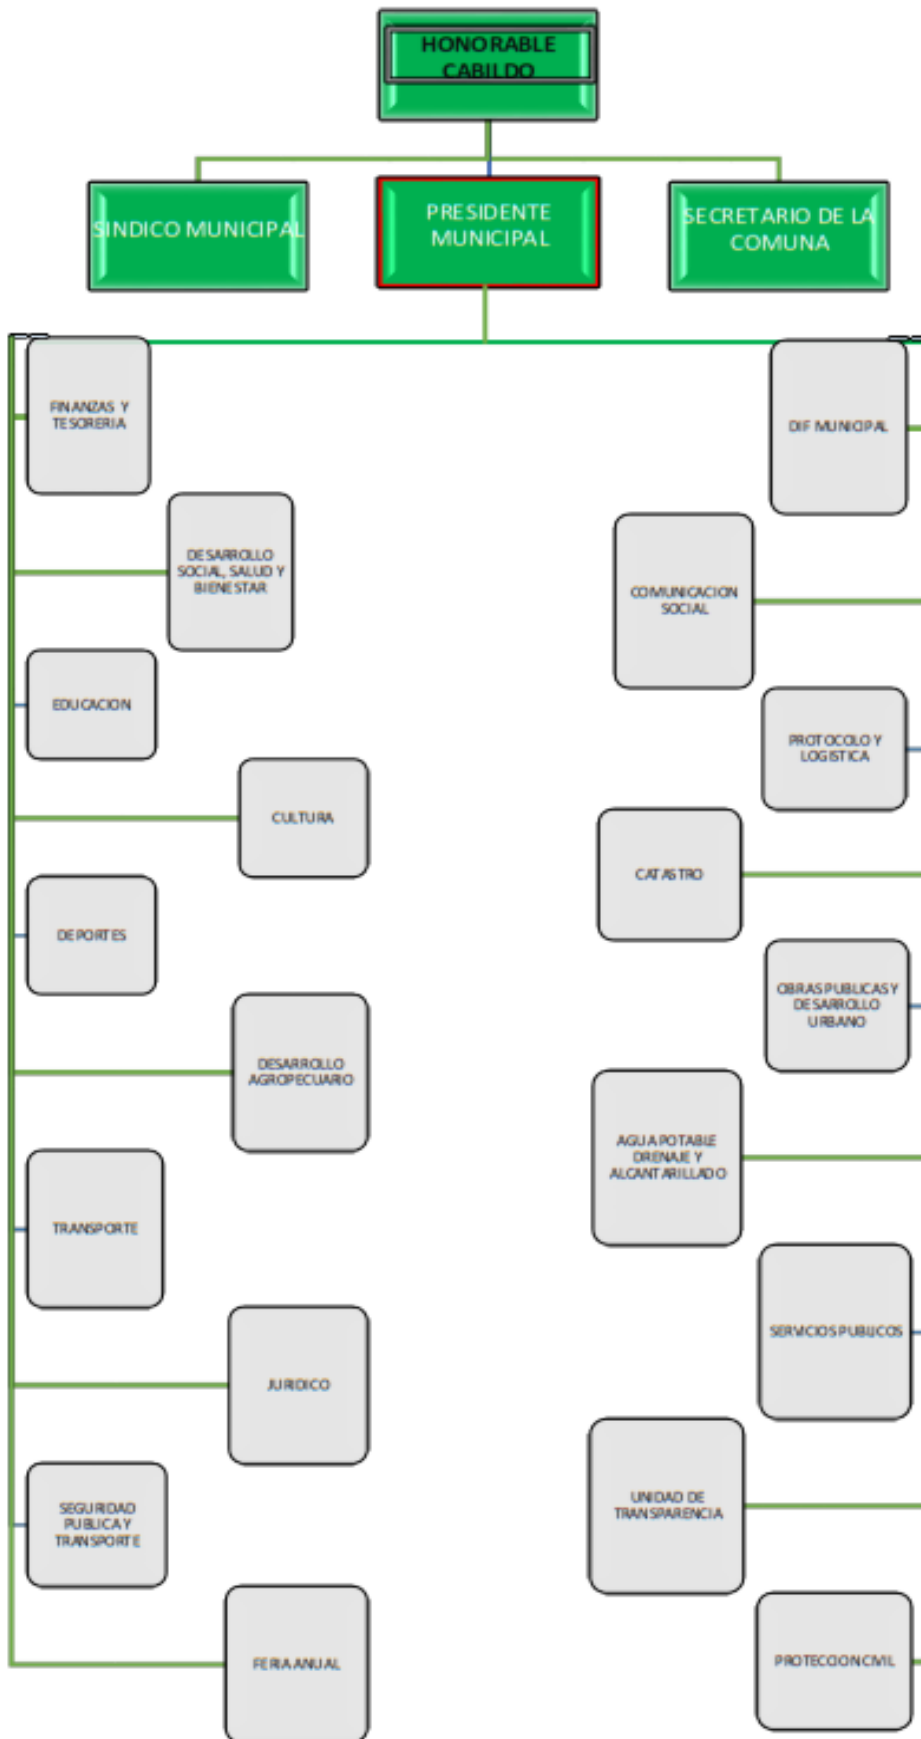 HONORABLE
CABILDO
SINDICO MUNICIPAL
PRESIDENTE
MUNICIPAL
SECRETARIO DE LA
COMUNA
FINANZAS Y
TESORERIA
DESARROLLO
SOCIAL, SALUD Y
BIENESTAR
EDUCACION
CULTURA
DEPORTES
DESARROLLO
AGROPECUARIO
TRANSPORTE
JURIDICO
SEGURIDAD
PUBLICA Y
TRANSPORTE
FERIA ANUAL
DIF MUNICIPAL
COMUNICACION
SOCIAL
PROTOCOLO Y
LOGISTICA
CATASTRO
OBRAS PUBLICAS Y
DESARROLLO
URBANO
AGUA POTABLE
DRENAJE Y
ALCANTARILLADO
SERVICIOS PUBLICOS
UNIDAD DE
TRANSPARENCIA
PROTECCION CIVIL